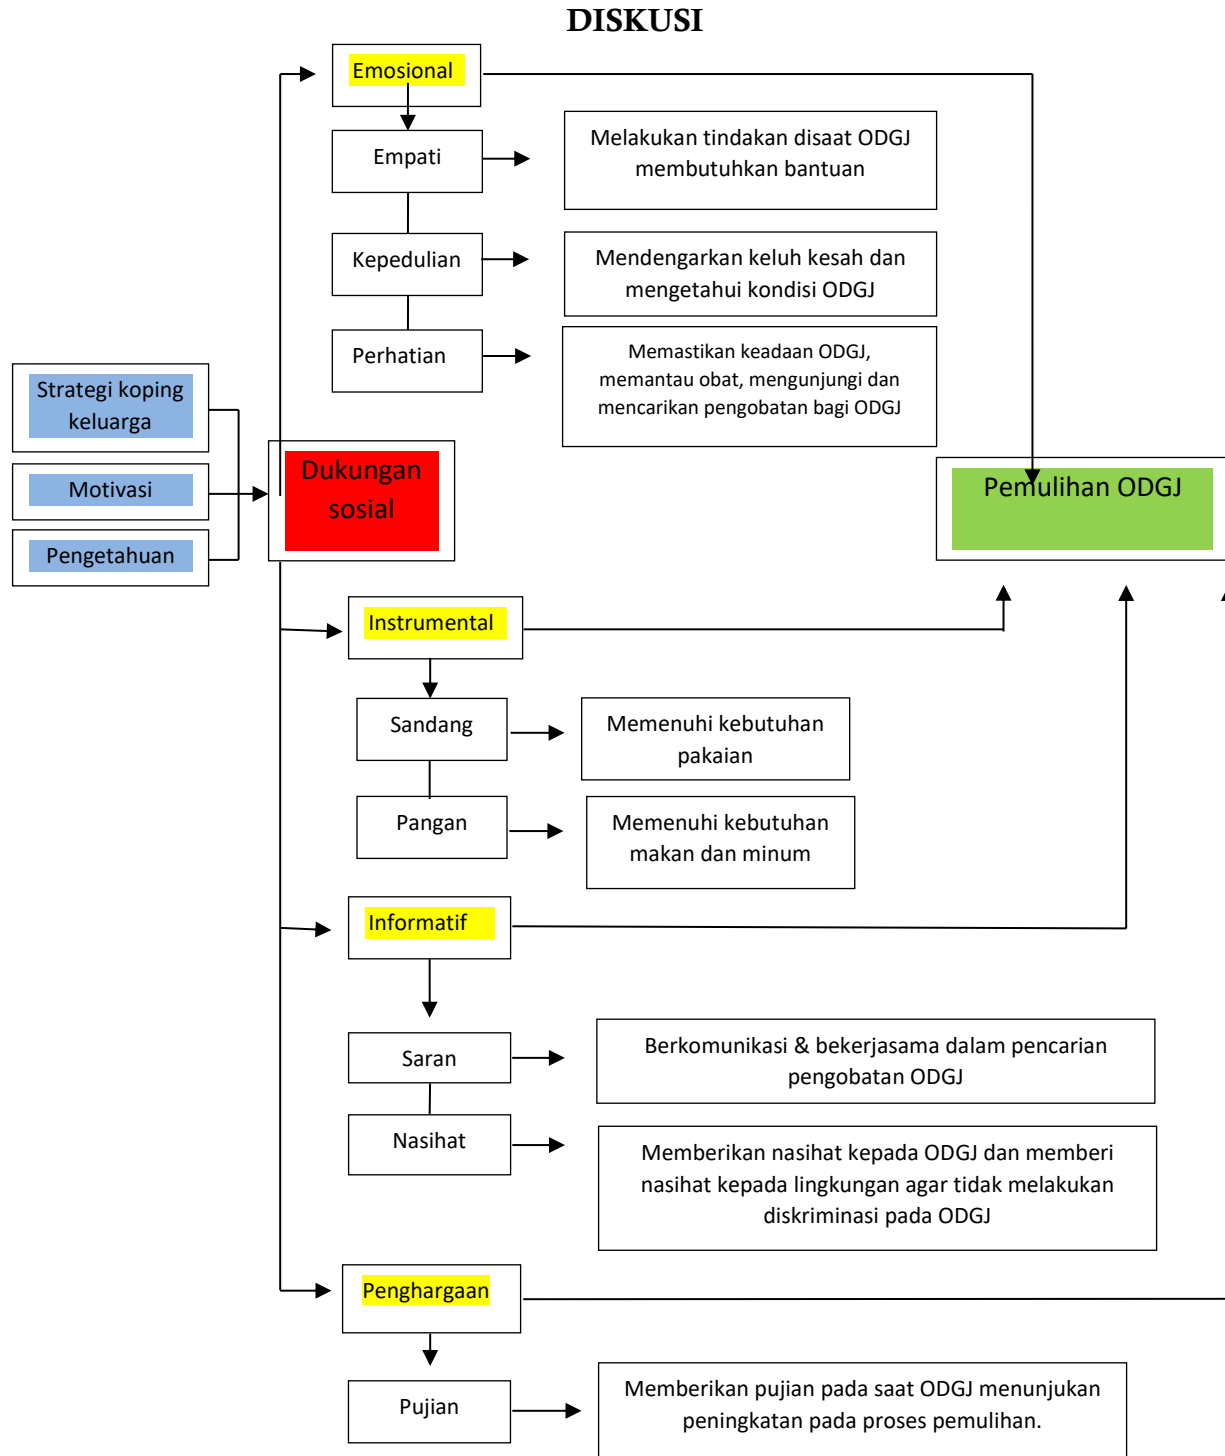 DISKUSI
Emosional
Empati
Melakukan tindakan disaat ODGJ
membutuhkan bantuan
Kepedulian
Mendengarkan keluh kesah dan
mengetahui kondisi ODGJ
Perhatian
Memastikan keadaan ODGJ,
memantau obat, mengunjungi dan
mencarikan pengobatan bagi ODGJ
Strategi koping
keluarga
Motivasi
Pengetahuan
Dukungan
sosial
Pemulihan ODGJ
Instrumental
Sandang
Memenuhi kebutuhan
pakaian
Pangan
Memenuhi kebutuhan
makan dan minum
Informatif
Saran
Berkomunikasi & bekerjasama dalam pencarian
pengobatan ODGJ
Nasihat
Memberikan nasihat kepada ODGJ dan memberi
nasihat kepada lingkungan agar tidak melakukan
diskriminasi pada ODGJ
Penghargaan
Pujian
Memberikan pujian pada saat ODGJ menunjukan
peningkatan pada proses pemulihan.